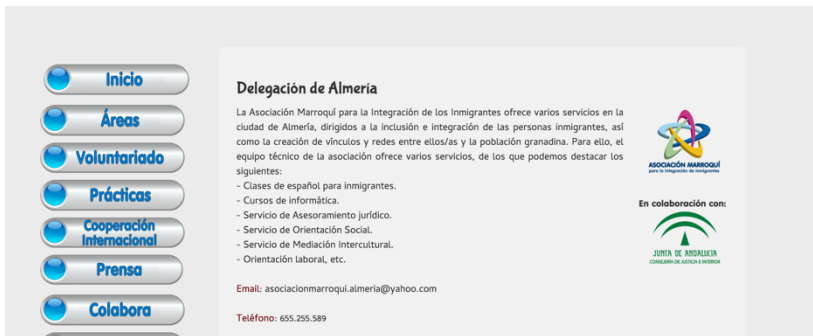 Inicio
Áreas
Voluntariado
Prácticas
Cooperación
Internacional
Prensa
Colabora
Delegación de Almería
La Asociación Marroquí para la Integración de los Inmigrantes ofrece varios servicios en la
ciudad de Almería, dirigidos a la inclusión e integración de las personas inmigrantes, así
como la creación de vínculos y redes entre ellos/as y la población granadina. Para ello, el
equipo técnico de la asociación ofrece varios servicios, de los que podemos destacar los
siguientes:
- Clases de español para inmigrantes.
- Cursos de informática.
- Servicio de Asesoramiento jurídico.
- Servicio de Orientación Social.
- Servicio de Mediación Intercultural.
- Orientación laboral, etc.
Email: asociacionmarroqui.almeria@yahoo.com
Teléfono: 655.255.589
ASOCIACIÓN MARROQUÍ
para la integración de inmigrantes
En colaboración con:
JUNTA DE ANDALUCIA
CONSEJERÍA DE JUSTICIA E INTERIOR